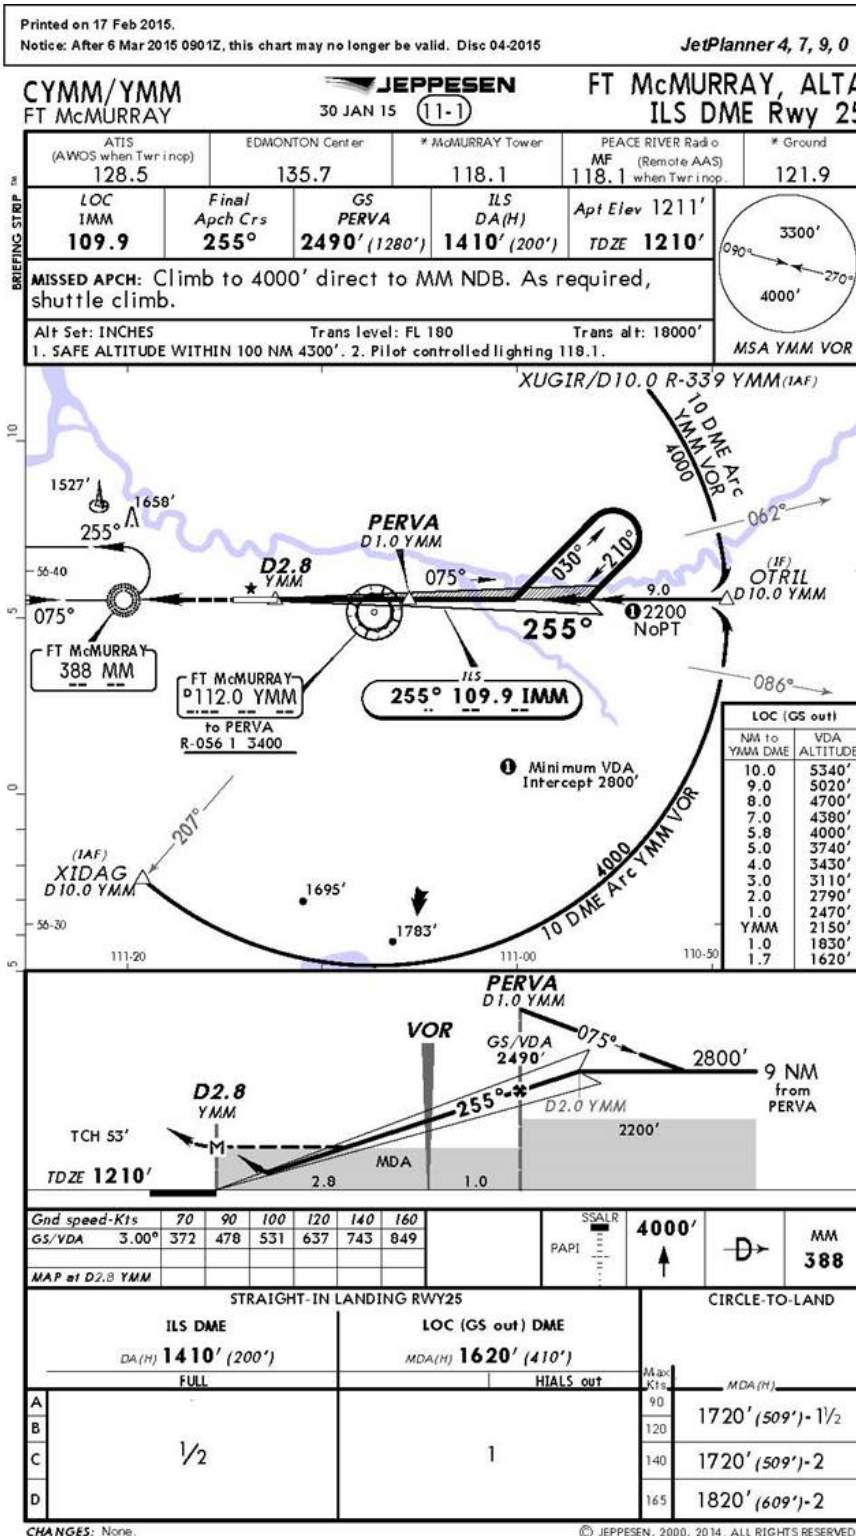 Printed on 17 Feb 2015.
Notice: After 6 Mar 2015 0901Z, this chart may no longer be valid. Disc 04-2015
JetPlanner 4, 7, 9, 0
CYMM/YMM
FT McMURRAY
JEPPESEN
30 JAN 15
11-1
FT McMURRAY, ALTA
ILS DME Rwy 25
BRIEFING STRIP TM
ATIS
(AWOS when Twr inop)
128.5
EDMONTON Center
135.7
* McMURRAY Tower
118.1
PEACE RIVER Radio
MF (Remote AAS)
118.1 when Twr inop.
* Ground
121.9
LOC
IMM
109.9
Final
Apch Crs
255°
GS
PERVA
2490' (1280')
ILS
DA(H)
1410' (200')
Apt Elev 1211'
TDZE 1210'
3300'
090°
270°
4000'
MSA YMM VOR
MISSED APCH: Climb to 4000' direct to MM NDB. As required,
shuttle climb.
Alt Set: INCHES Trans level: FL 180 Trans alt: 18000'
1. SAFE ALTITUDE WITHIN 100 NM 4300'. 2. Pilot controlled lighting 118.1.
XUGIR/D10.0 R-339 YMM (IAF)
10 DME Arc
YMM VOR
4000
10
1527'
1658'
255°
PERVA
D1.0 YMM
062°
56-40
D2.8
YMM
075°
030°
210°
(IF)
OTRIL
D10.0 YMM
9.0
5
075°
255°
1 2200
NoPT
FT McMURRAY
388 MM
FT McMURRAY
D 112.0 YMM
to PERVA
R-056 1 3400
ILS
255° 109.9 IMM
086°
1 Minimum VDA
Intercept 2800'
0
207°
(IAF)
XIDAG
D10.0 YMM
4000
10 DME Arc YMM VOR
1695'
1783'
56-30
5
111-20
111-00
110-50
LOC (GS out)
NM to YMM DME
VDA ALTITUDE
10.0 5340'
9.0 5020'
8.0 4700'
7.0 4380'
5.8 4000'
5.0 3740'
4.0 3430'
3.0 3110'
2.0 2790'
1.0 2470'
YMM 2150'
1.0 1830'
1.7 1620'
PERVA
D1.0 YMM
VOR
GS/VDA
2490'
075°
2800'
9 NM
from
PERVA
D2.8
YMM
255°
D2.0 YMM
TCH 53'
M
2200'
MDA
TDZE 1210'
2.8
1.0
Gnd speed-Kts 70 90 100 120 140 160
GS/VDA 3.00° 372 478 531 637 743 849
MAP at D2.8 YMM
SSALR
PAPI
4000'
D
MM
388
STRAIGHT-IN LANDING RWY25
CIRCLE-TO-LAND
ILS DME
DA(H) 1410' (200')
FULL
LOC (GS out) DME
MDA(H) 1620' (410')
HIALS out
Max
Kts
MDA(H)
A
B
C
D
1/2
1
90
120
1720' (509')-1 1/2
140
1720' (509')-2
165
1820' (609')-2
CHANGES: None.
© JEPPESEN, 2000, 2014. ALL RIGHTS RESERVED